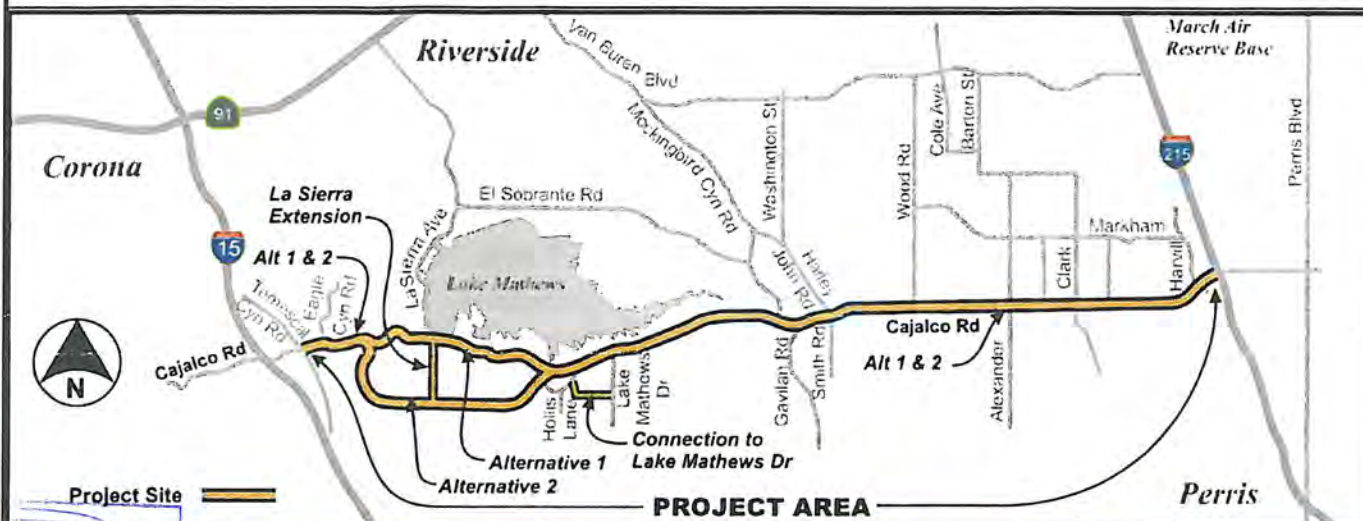 Riverside
Van Buren Blvd
March Air
Reserve Base
91
Corona
Mockingbird Cyn Rd
Washington St
Cole Ave
Barton St
215
Perris Blvd
La Sierra
Extension
El Sobrante Rd
Wood Rd
Alt 1 & 2
15
La Sierra Ave
Lake Mathews
Harley
John Rd
Markham
Clark
Harvill
Temescal
Cyn Rd
Eagle
Cyn Rd
Cajalco Rd
Cajalco Rd
Alt 1 & 2
N
Hollis
Lane
Lake
Mathews
Dr
Gavilan Rd
Smith Rd
Alexander
Connection to
Lake Mathews Dr
Alternative 1
Alternative 2
Project Site
PROJECT AREA
Perris